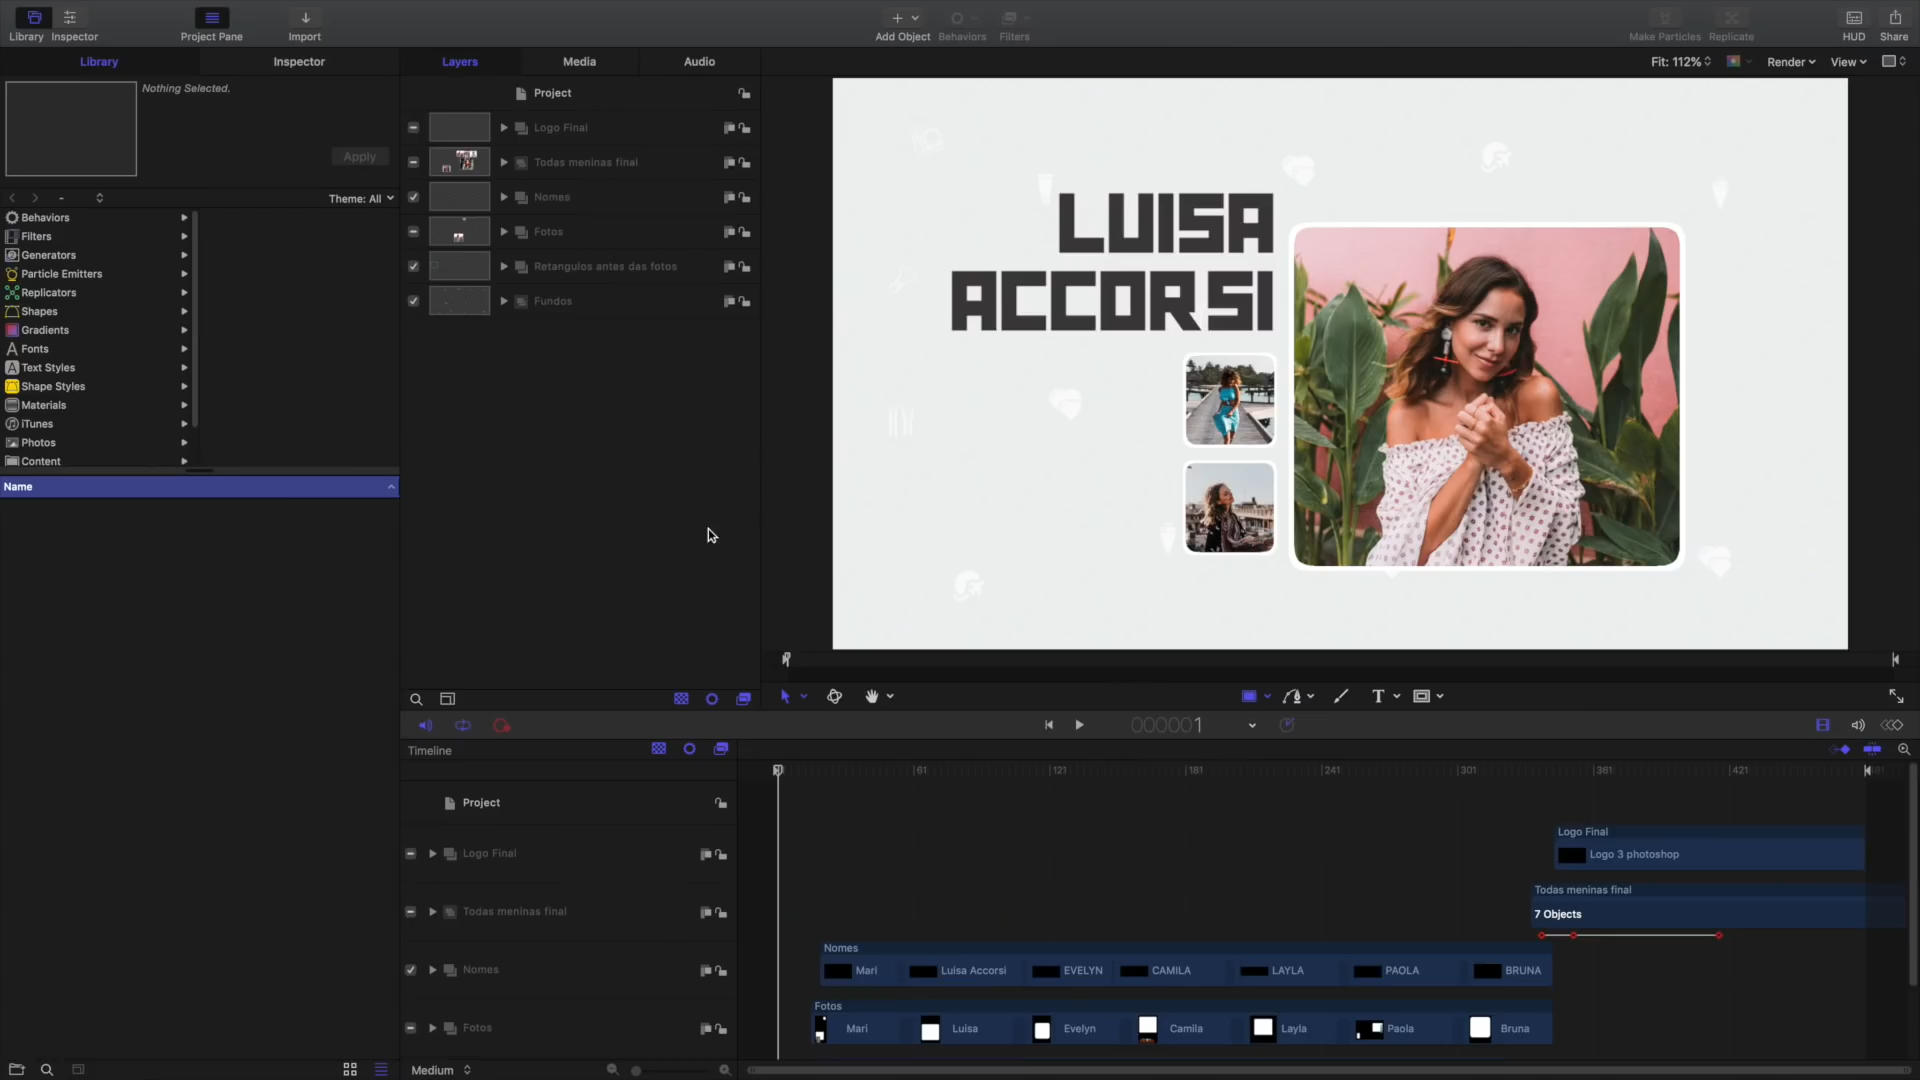 Library
Inspector
Project Pane
Import
Add Object
Behaviors
Filters
Make Particles
Replicate
HUD
Share
Library
Inspector
Layers
Media
Audio
Fit: 112%
Render
View
Nothing Selected.
Apply
-
Theme: All
Behaviors
Filters
Generators
Particle Emitters
Replicators
Shapes
Gradients
Fonts
Text Styles
Shape Styles
Materials
iTunes
Photos
Content
Name
Project
Logo Final
Todas meninas final
Nomes
Fotos
Retangulos antes das fotos
Fundos
LUISA
ACCORSI
000001
Timeline
61
121
181
241
301
361
421
Project
Logo Final
Todas meninas final
Nomes
Fotos
Logo Final
Logo 3 photoshop
Todas meninas final
7 Objects
Nomes
Mari
Luisa Accorsi
EVELYN
CAMILA
LAYLA
PAOLA
BRUNA
Fotos
Mari
Luisa
Evelyn
Camila
Layla
Paola
Bruna
Medium